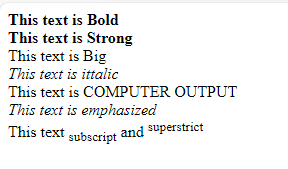 This text is Bold
This text is Strong
This text is Big
This text is ittalic
This text is COMPUTER OUTPUT
This text is emphasized
This text subscript and superstrict